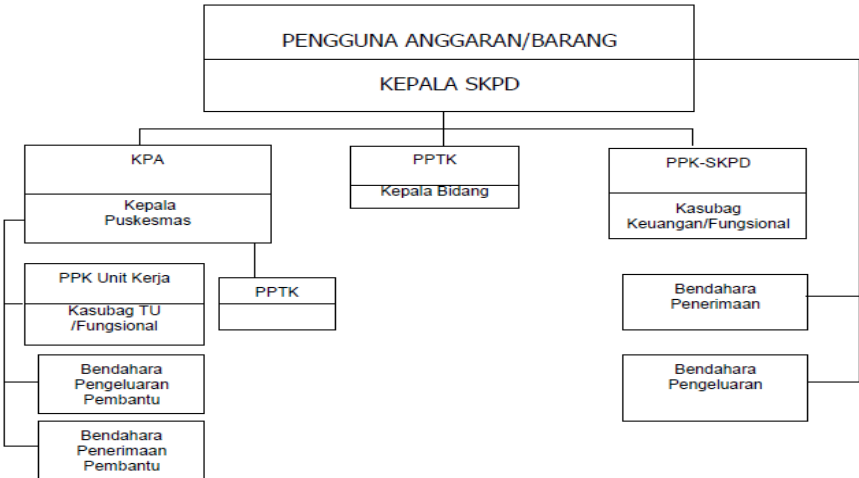 PENGGUNA ANGGARAN/BARANG
KEPALA SKPD
KPA
Kepala
Puskesmas
PPTK
Kepala Bidang
PPK-SKPD
Kasubag
Keuangan/Fungsional
PPK Unit Kerja
Kasubag TU
/Fungsional
PPTK
Bendahara
Penerimaan
Bendahara
Pengeluaran
Pembantu
Bendahara
Pengeluaran
Bendahara
Penerimaan
Pembantu